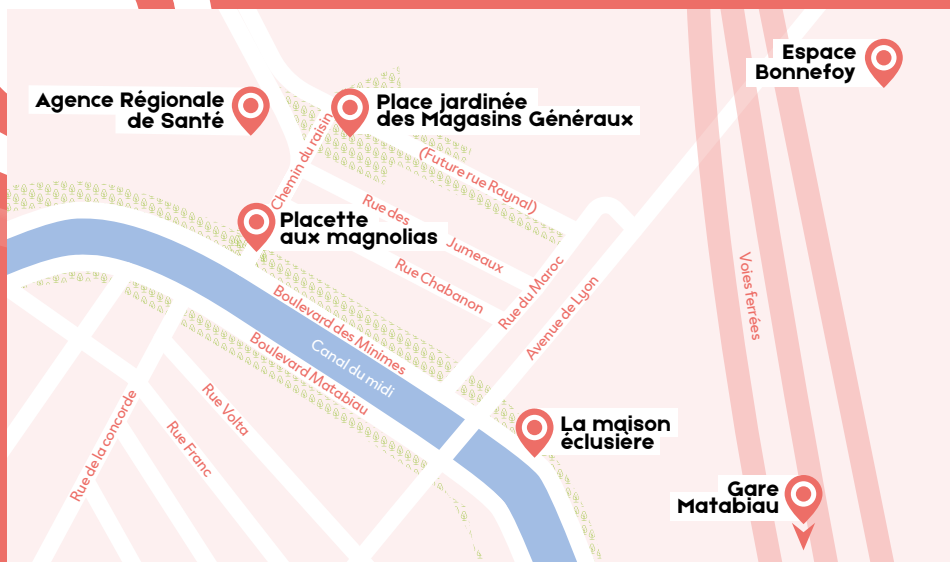 Espace
Bonnefoy
Agence Régionale
de Santé
Place jardinée
des Magasins Généraux
Chemin du raisin
(Future rue Raynal)
Rue des Jumeaux
Placette
aux magnolias
Rue Chabanon
Rue du Maroc
Avenue de Lyon
Voies ferrées
Boulevard des Minimes
Canal du midi
Boulevard Matabiau
Rue Volta
Rue Franc
Rue de la concorde
La maison
éclusière
Gare
Matabiau